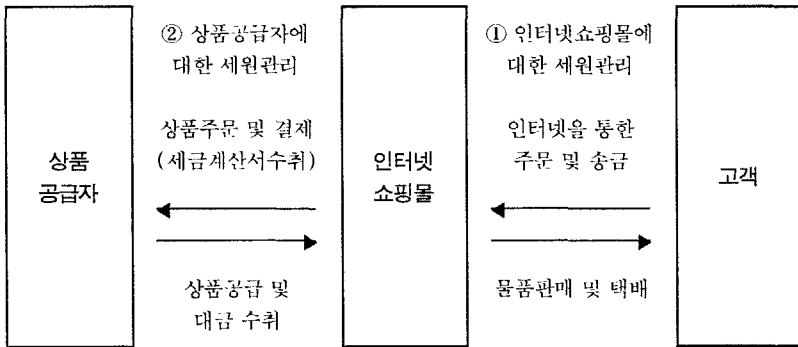 ② 상품공급자에
대한 세원관리
① 인터넷쇼핑몰에
대한 세원관리
상품
공급자
상품주문 및 결제
(세금계산서수취)
인터넷
쇼핑몰
인터넷을 통한
주문 및 송금
고객
상품공급 및
대금 수취
물품판매 및 택배